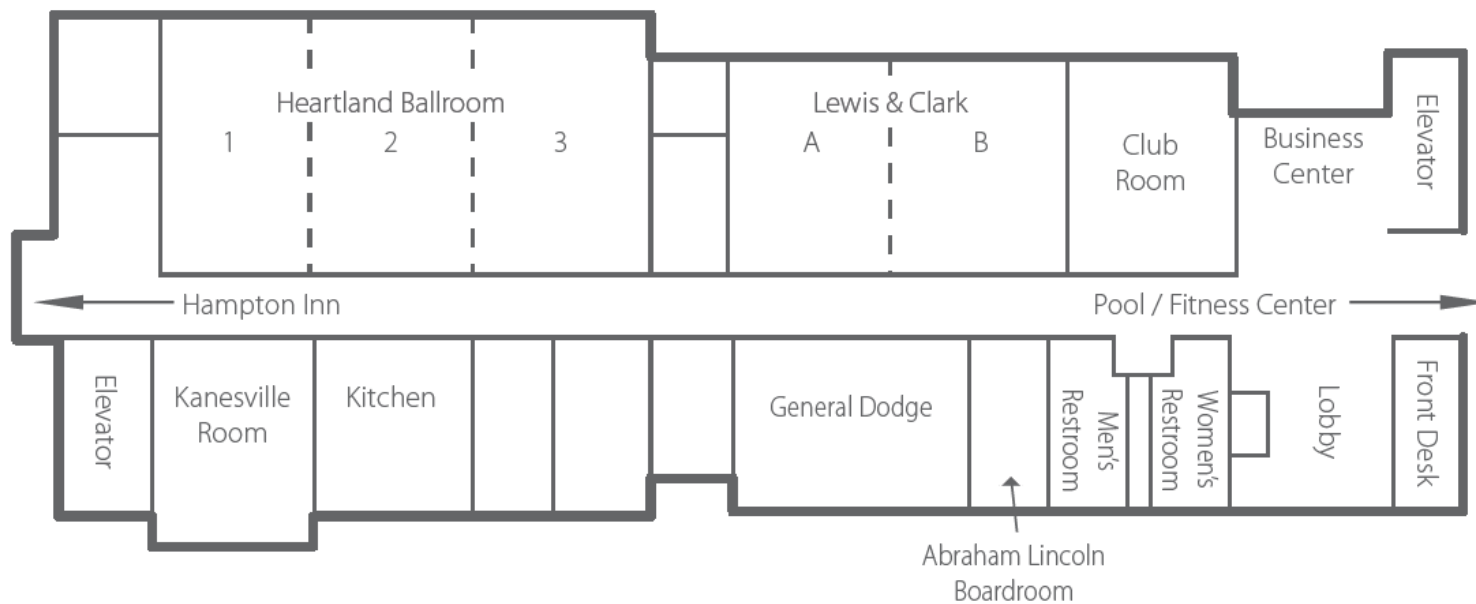 Heartland Ballroom
1
2
3
Lewis & Clark
A
B
Club
Room
Business
Center
Elevator
Hampton Inn
Pool / Fitness Center
Elevator
Kanesville
Room
Kitchen
General Dodge
Men's
Restroom
Women's
Restroom
Lobby
Front Desk
Abraham Lincoln
Boardroom